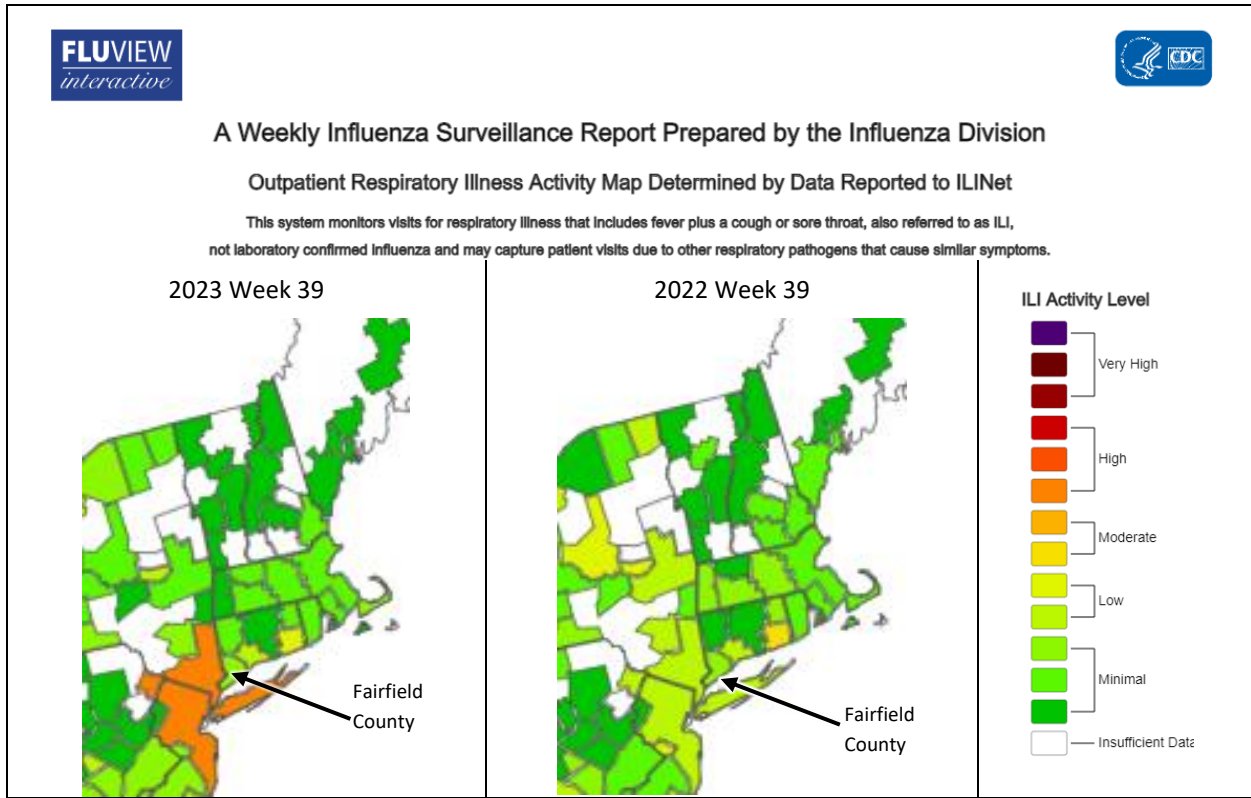 FLUVIEW
interactive
CDC
A Weekly Influenza Surveillance Report Prepared by the Influenza Division
Outpatient Respiratory Illness Activity Map Determined by Data Reported to ILINet
This system monitors visits for respiratory illness that includes fever plus a cough or sore throat, also referred to as ILI,
not laboratory confirmed influenza and may capture patient visits due to other respiratory pathogens that cause similar symptoms.
2023 Week 39
Fairfield
County
2022 Week 39
Fairfield
County
ILI Activity Level
Very High
High
Moderate
Low
Minimal
Insufficient Data